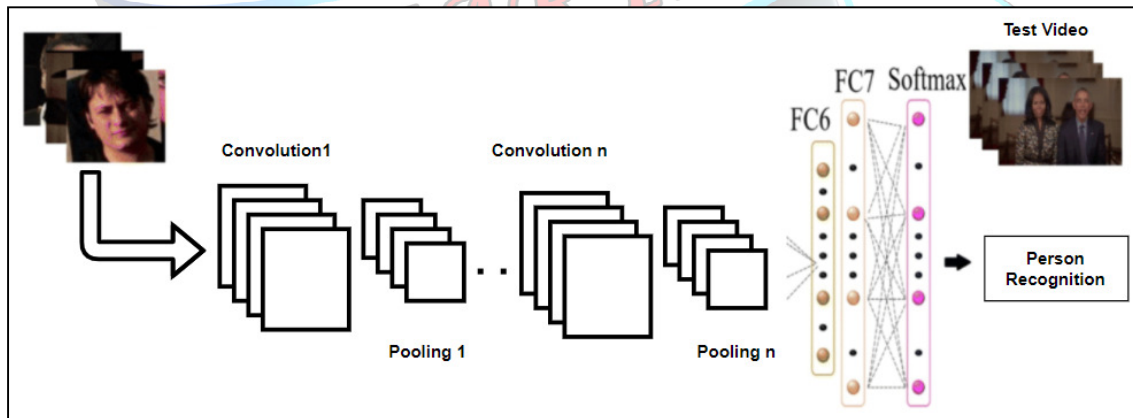 Test Video
FC7
Softmax
FC6
Convolution1
Convolution n
Person
Recognition
Pooling 1
Pooling n